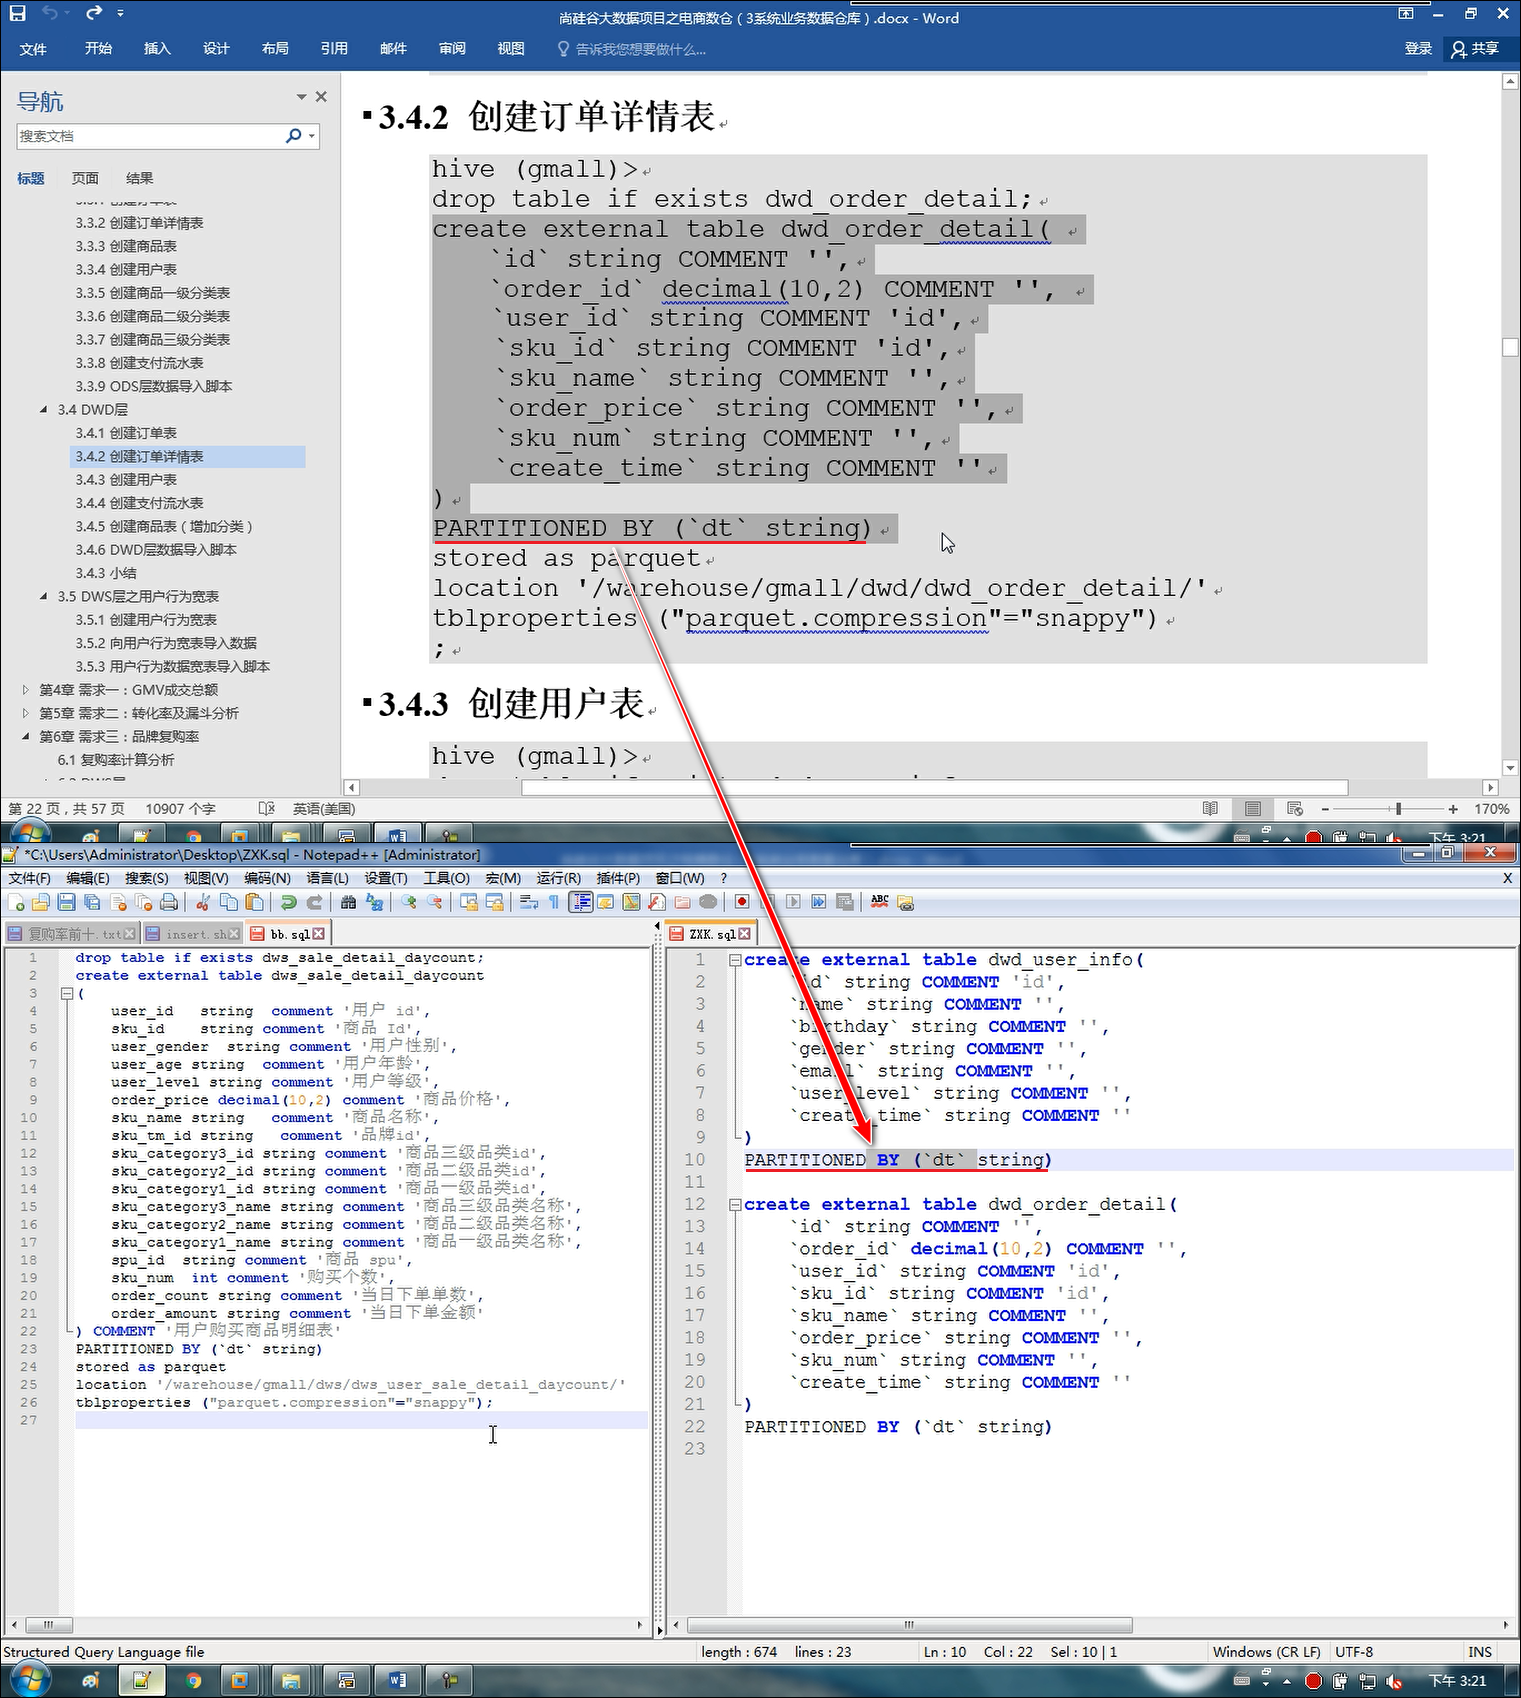 尚硅谷大数据项目之电商数仓（3系统业务数据仓库）.docx - Word
文件 开始 插入 设计 布局 引用 邮件 审阅 视图 告诉我您想要做什么... 登录 共享
导航
搜索文档
标题 页面 结果
3.3.2 创建订单详情表
3.3.3 创建商品表
3.3.4 创建用户表
3.3.5 创建商品一级分类表
3.3.6 创建商品二级分类表
3.3.7 创建商品三级分类表
3.3.8 创建支付流水表
3.3.9 ODS层数据导入脚本
3.4 DWD层
3.4.1 创建订单表
3.4.2 创建订单详情表
3.4.3 创建用户表
3.4.4 创建支付流水表
3.4.5 创建商品表（增加分类）
3.4.6 DWD层数据导入脚本
3.4.3 小结
3.5 DWS层之用户行为宽表
3.5.1 创建用户行为宽表
3.5.2 向用户行为宽表导入数据
3.5.3 用户行为数据宽表导入脚本
第4章 需求一：GMV成交总额
第5章 需求二：转化率及漏斗分析
第6章 需求三：品牌复购率
6.1 复购率计算分析
3.4.2 创建订单详情表
hive (gmall)>
drop table if exists dwd_order_detail;
create external table dwd_order_detail(
`id` string COMMENT '',
`order_id` decimal(10,2) COMMENT '',
`user_id` string COMMENT 'id',
`sku_id` string COMMENT 'id',
`sku_name` string COMMENT '',
`order_price` string COMMENT '',
`sku_num` string COMMENT '',
`create_time` string COMMENT ''
)
PARTITIONED BY (`dt` string)
stored as parquet
location '/warehouse/gmall/dwd/dwd_order_detail/'
tblproperties ("parquet.compression"="snappy")
;
3.4.3 创建用户表
hive (gmall)>
第 22 页，共 57 页 10907 个字 英语(美国) 170%
下午 3:21
*C:\Users\Administrator\Desktop\ZXK.sql - Notepad++ [Administrator]
文件(F) 编辑(E) 搜索(S) 视图(V) 编码(N) 语言(L) 设置(T) 工具(O) 宏(M) 运行(R) 插件(P) 窗口(W) ? X
复购率前十.txt insert.sh bb.sql
1 drop table if exists dws_sale_detail_daycount;
2 create external table dws_sale_detail_daycount
3 (
4 user_id string comment '用户 id',
5 sku_id string comment '商品 Id',
6 user_gender string comment '用户性别',
7 user_age string comment '用户年龄',
8 user_level string comment '用户等级',
9 order_price decimal(10,2) comment '商品价格',
10 sku_name string comment '商品名称',
11 sku_tm_id string comment '品牌id',
12 sku_category3_id string comment '商品三级品类id',
13 sku_category2_id string comment '商品二级品类id',
14 sku_category1_id string comment '商品一级品类id',
15 sku_category3_name string comment '商品三级品类名称',
16 sku_category2_name string comment '商品二级品类名称',
17 sku_category1_name string comment '商品一级品类名称',
18 spu_id string comment '商品 spu',
19 sku_num int comment '购买个数',
20 order_count string comment '当日下单单数',
21 order_amount string comment '当日下单金额'
22 ) COMMENT '用户购买商品明细表'
23 PARTITIONED BY (`dt` string)
24 stored as parquet
25 location '/warehouse/gmall/dws/dws_user_sale_detail_daycount/'
26 tblproperties ("parquet.compression"="snappy");
27
ZXK.sql
1 create external table dwd_user_info(
2 `id` string COMMENT 'id',
3 `name` string COMMENT '',
4 `birthday` string COMMENT '',
5 `gender` string COMMENT '',
6 `email` string COMMENT '',
7 `user_level` string COMMENT '',
8 `create_time` string COMMENT ''
9 )
10 PARTITIONED BY (`dt` string)
11
12 create external table dwd_order_detail(
13 `id` string COMMENT '',
14 `order_id` decimal(10,2) COMMENT '',
15 `user_id` string COMMENT 'id',
16 `sku_id` string COMMENT 'id',
17 `sku_name` string COMMENT '',
18 `order_price` string COMMENT '',
19 `sku_num` string COMMENT '',
20 `create_time` string COMMENT ''
21 )
22 PARTITIONED BY (`dt` string)
23
Structured Query Language file length : 674 lines : 23 Ln : 10 Col : 22 Sel : 10 | 1 Windows (CR LF) UTF-8 INS
下午 3:21